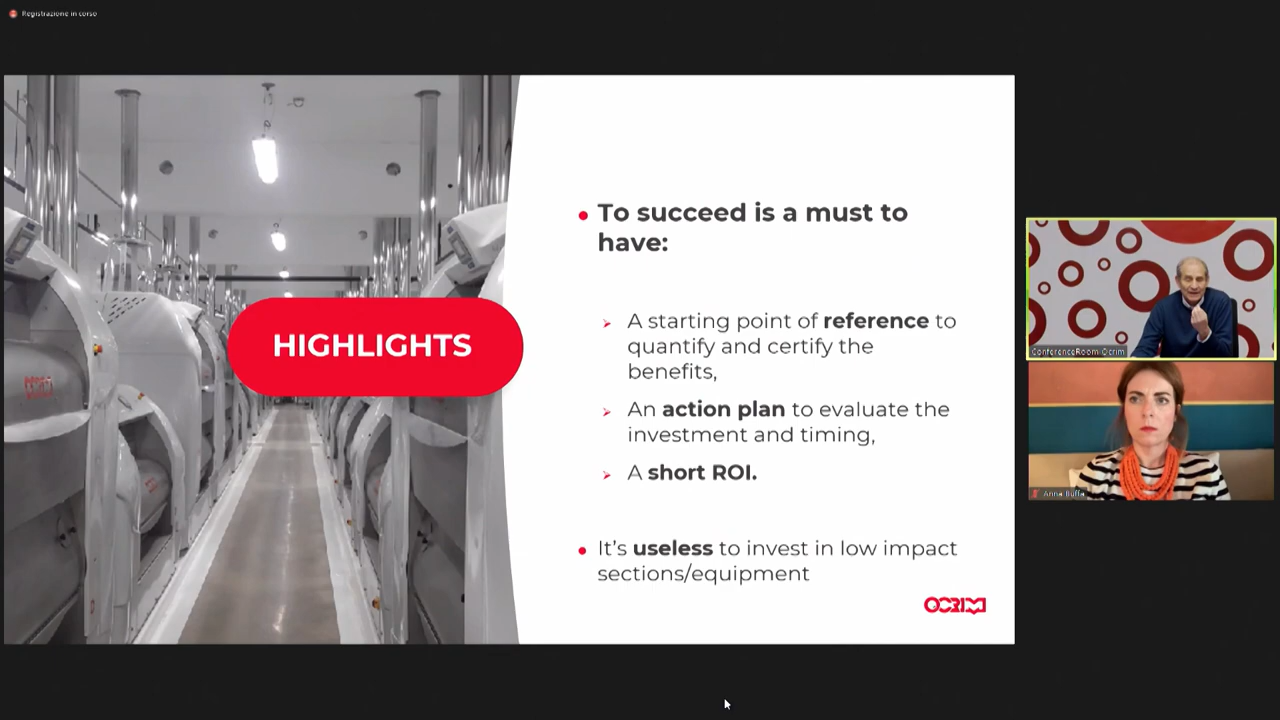 Registrazione in corso
HIGHLIGHTS
To succeed is a must to
have:
A starting point of reference to
quantify and certify the
benefits,
An action plan to evaluate the
investment and timing,
A short ROI.
It's useless to invest in low impact
sections/equipment
OCRIM
ConferenceRoom Ocrim
Anna Buffa